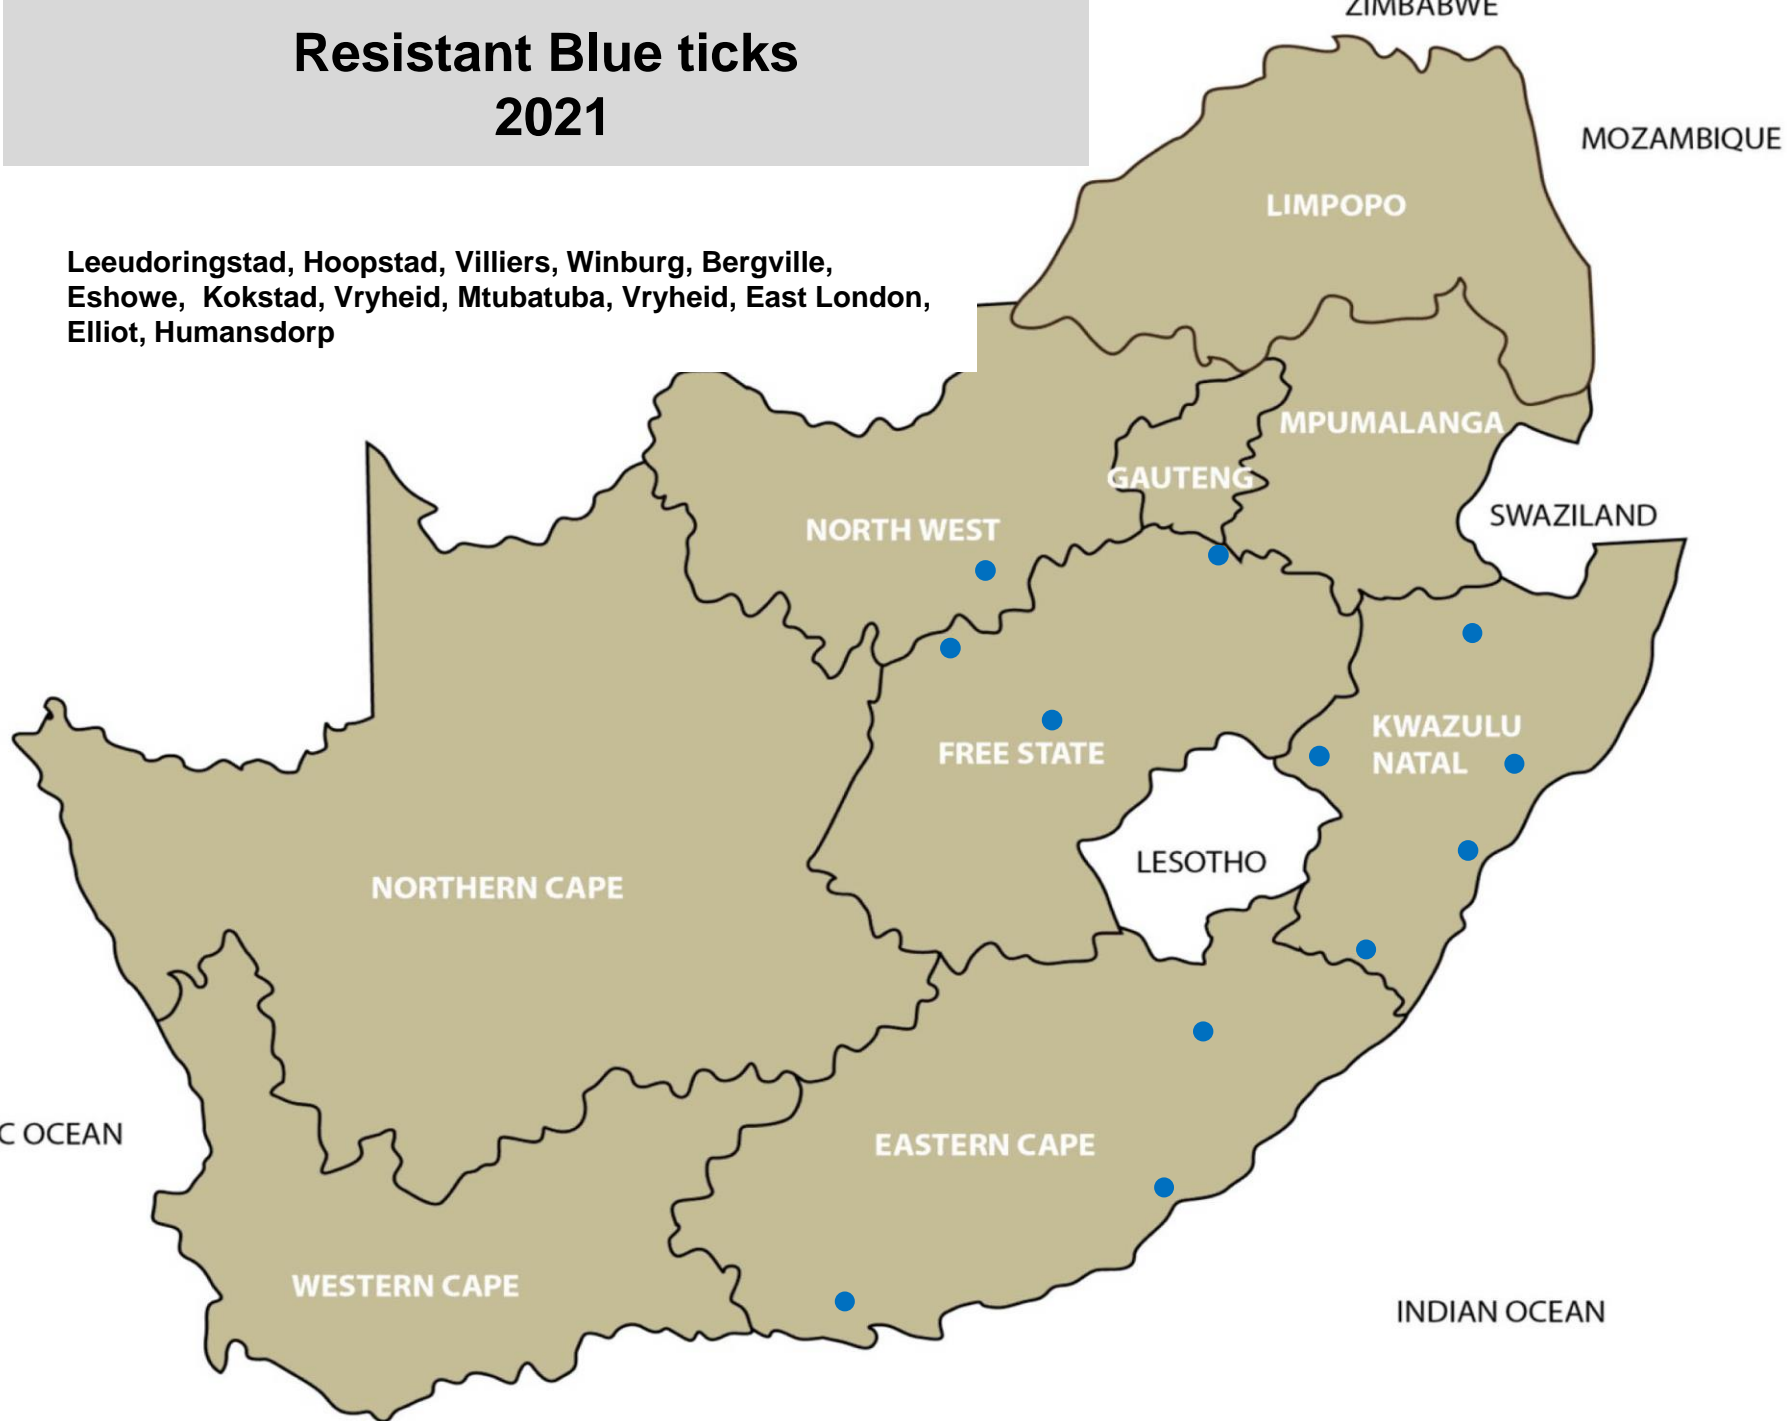 ZIMBABWE
Resistant Blue ticks
2021
MOZAMBIQUE
LIMPOPO
Leeudoringstad, Hoopstad, Villiers, Winburg, Bergville,
Eshowe,  Kokstad, Vryheid, Mtubatuba, Vryheid, East London,
Elliot, Humansdorp
MPUMALANGA
GAUTENG
SWAZILAND
NORTH WEST
KWAZULU
NATAL
FREE STATE
LESOTHO
NORTHERN CAPE
C OCEAN
EASTERN CAPE
WESTERN CAPE
INDIAN OCEAN